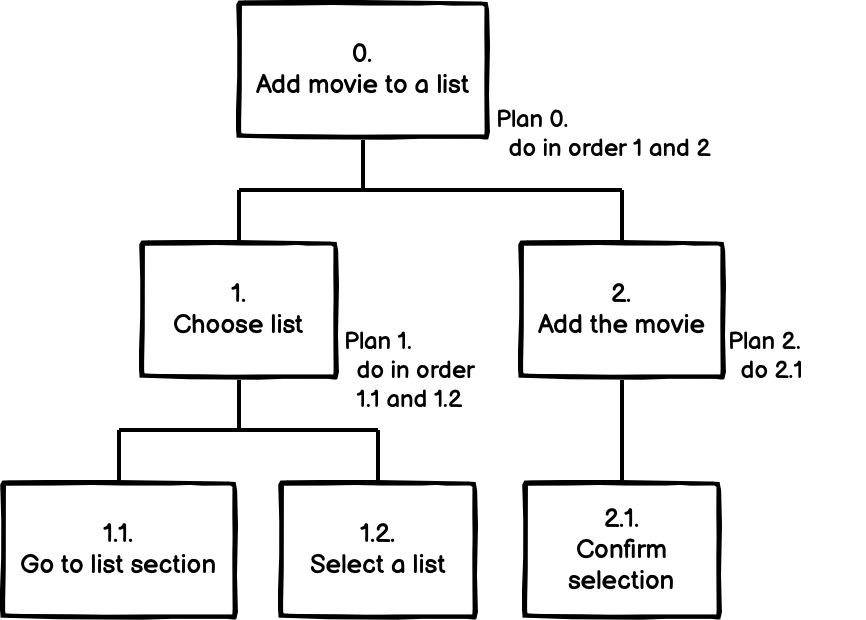 0.
Add movie to a list
Plan 0.
do in order 1 and 2
1.
Choose list
Plan 1.
do in order
1.1 and 1.2
2.
Add the movie
Plan 2.
do 2.1
1.1.
Go to list section
1.2.
Select a list
2.1.
Confirm
selection